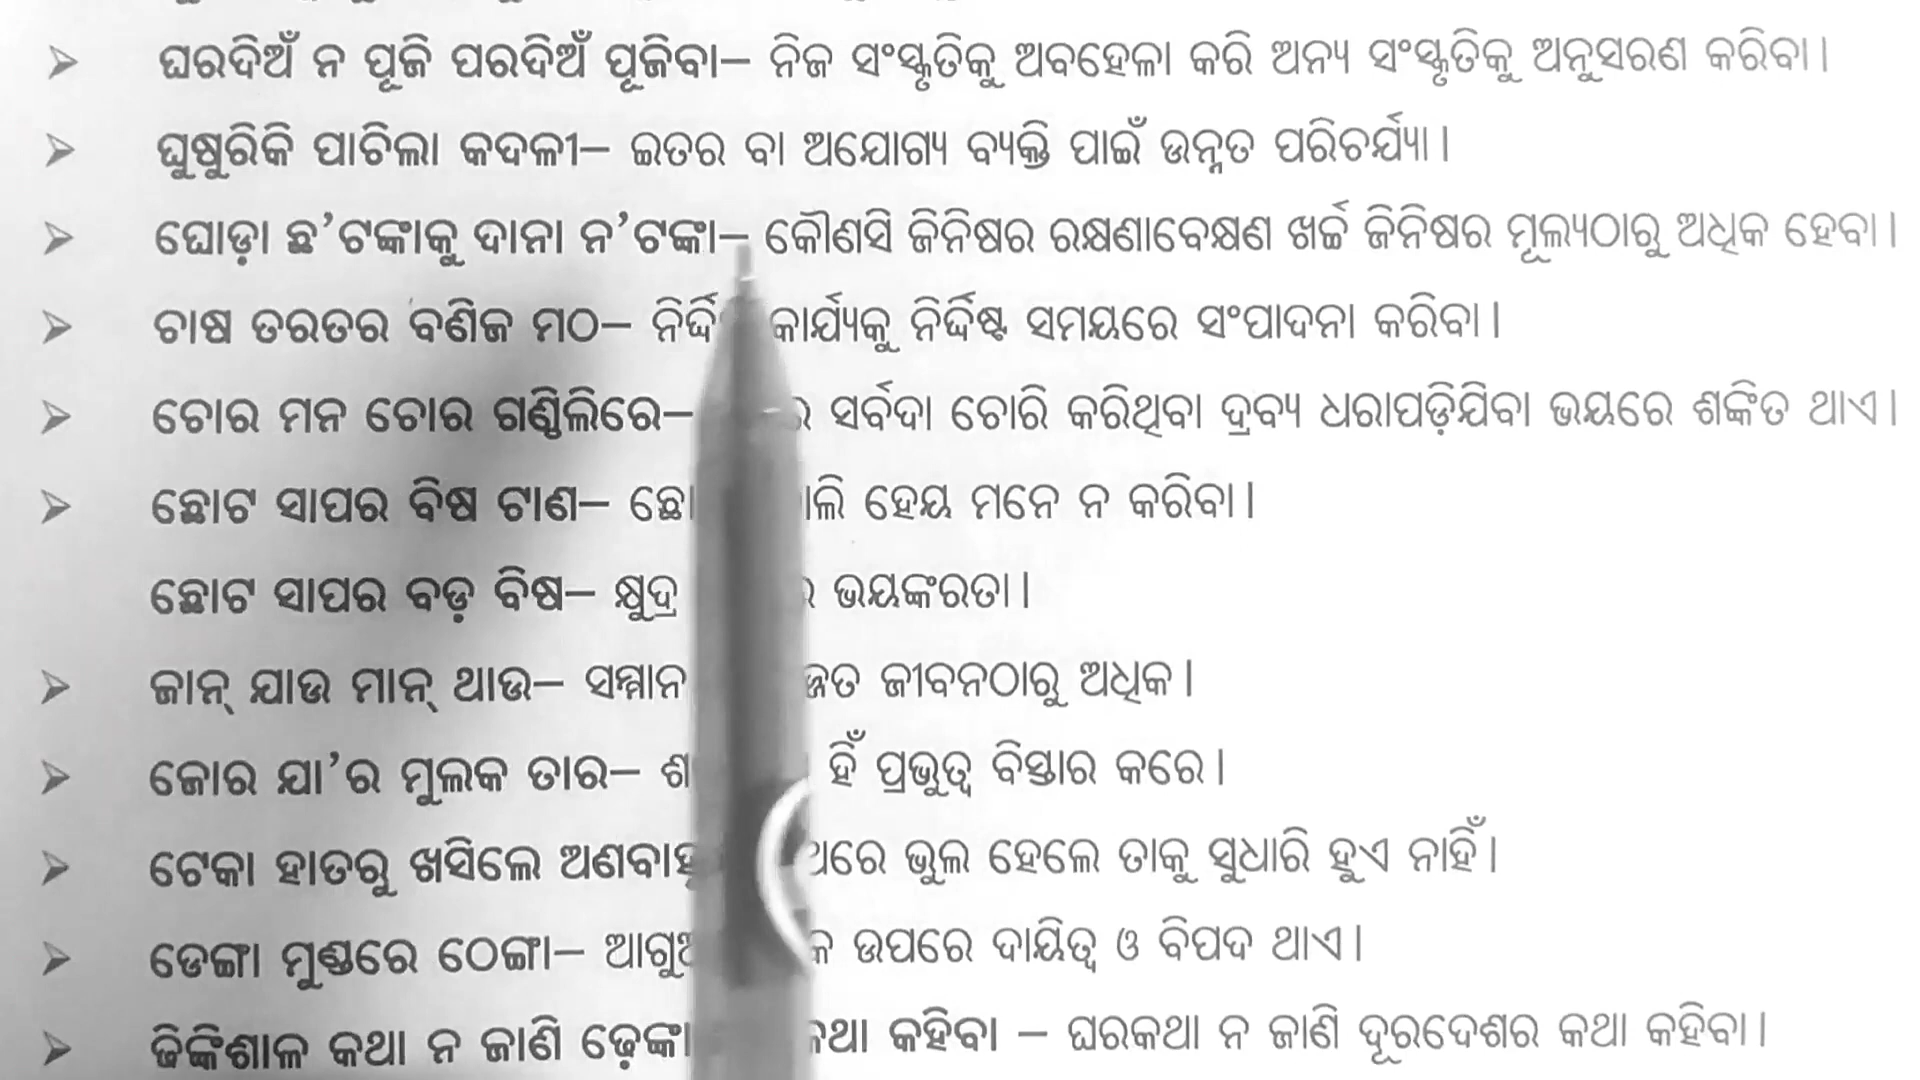 ଘରଦିଅଁ ନ ପୂଜି ପରଦିଅଁ ପୂଜିବା– ନିଜ ସଂସ୍କୃତିକୁ ଅବହେଳା କରି ଅନ୍ୟ ସଂସ୍କୃତିକୁ ଅନୁସରଣ କରିବା।
ଘୁଷୁରିକି ପାଚିଲା କଦଳୀ– ଇତର ବା ଅଯୋଗ୍ୟ ବ୍ୟକ୍ତି ପାଇଁ ଉନ୍ନତ ପରିଚର୍ଯ୍ୟା।
ଘୋଡ଼ା ଛ’ଟଙ୍କାକୁ ଦାନା ନ’ଟଙ୍କା– କୌଣସି ଜିନିଷର ରକ୍ଷଣାବେକ୍ଷଣ ଖର୍ଚ୍ଚ ଜିନିଷର ମୂଲ୍ୟଠାରୁ ଅଧିକ ହେବା।
ଚାଷ ତରତର ବଣିଜ ମଠ– କାର୍ଯ୍ୟକୁ ନିର୍ଦ୍ଦିଷ୍ଟ ସମୟରେ ସଂପାଦନା କରିବା।
ଚୋର ମନ ଚୋର ଗଣ୍ଡିଲିରେ– ସର୍ବଦା ଚୋରି କରିଥିବା ଦ୍ରବ୍ୟ ଧରାପଡ଼ିଯିବା ଭୟରେ ଶଙ୍କିତ ଥାଏ।
ଛୋଟ ସାପର ବିଷ ଟାଣ– ହେୟ ମନେ ନ କରିବା।
ଛୋଟ ସାପର ବଡ଼ ବିଷ– କ୍ଷୁଦ୍ର ଭୟଙ୍କରତା।
ଜାନ୍ ଯାଉ ମାନ୍ ଥାଉ– ସମ୍ମାନ ଜୀବନଠାରୁ ଅଧିକ।
ଜୋର ଯା’ର ମୁଲକ ତାର– ହିଁ ପ୍ରଭୁତ୍ୱ ବିସ୍ତାର କରେ।
ଟେକା ହାତରୁ ଖସିଲେ ଭୁଲ ହେଲେ ତାକୁ ସୁଧାରି ହୁଏ ନାହିଁ।
ଡେଙ୍ଗା ମୁଣ୍ଡରେ ଠେଙ୍ଗା– ଉପରେ ଦାୟିତ୍ୱ ଓ ବିପଦ ଥାଏ।
ଢିଙ୍କିଶାଳ କଥା ନ ଜାଣି କଥା କହିବା – ଘରକଥା ନ ଜାଣି ଦୂରଦେଶର କଥା କହିବା।